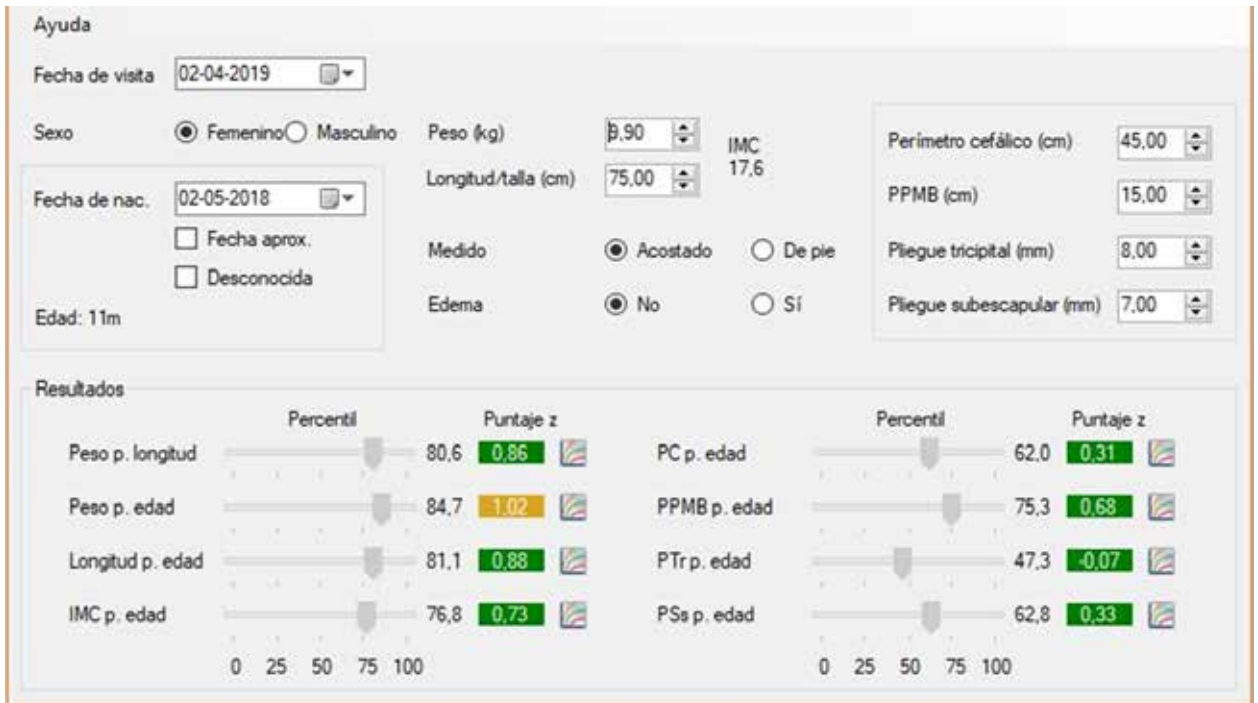 Ayuda
Fecha de visita 02-04-2019
Sexo Femenino Masculino
Fecha de nac. 02-05-2018
Fecha aprox.
Desconocida
Edad: 11m
Peso (kg) 9,90
Longitud/talla (cm) 75,00
IMC
17,6
Medido Acostado De pie
Edema No Sí
Perímetro cefálico (cm) 45,00
PPMB (cm) 15,00
Pliegue tricipital (mm) 8,00
Pliegue subescapular (mm) 7,00
Resultados
Percentil Puntaje z
Peso p. longitud 80,6 0,86
Peso p. edad 84,7 1,02
Longitud p. edad 81,1 0,88
IMC p. edad 76,8 0,73
0 25 50 75 100
Percentil Puntaje z
PC p. edad 62,0 0,31
PPMB p. edad 75,3 0,68
PTr p. edad 47,3 -0,07
PSs p. edad 62,8 0,33
0 25 50 75 100